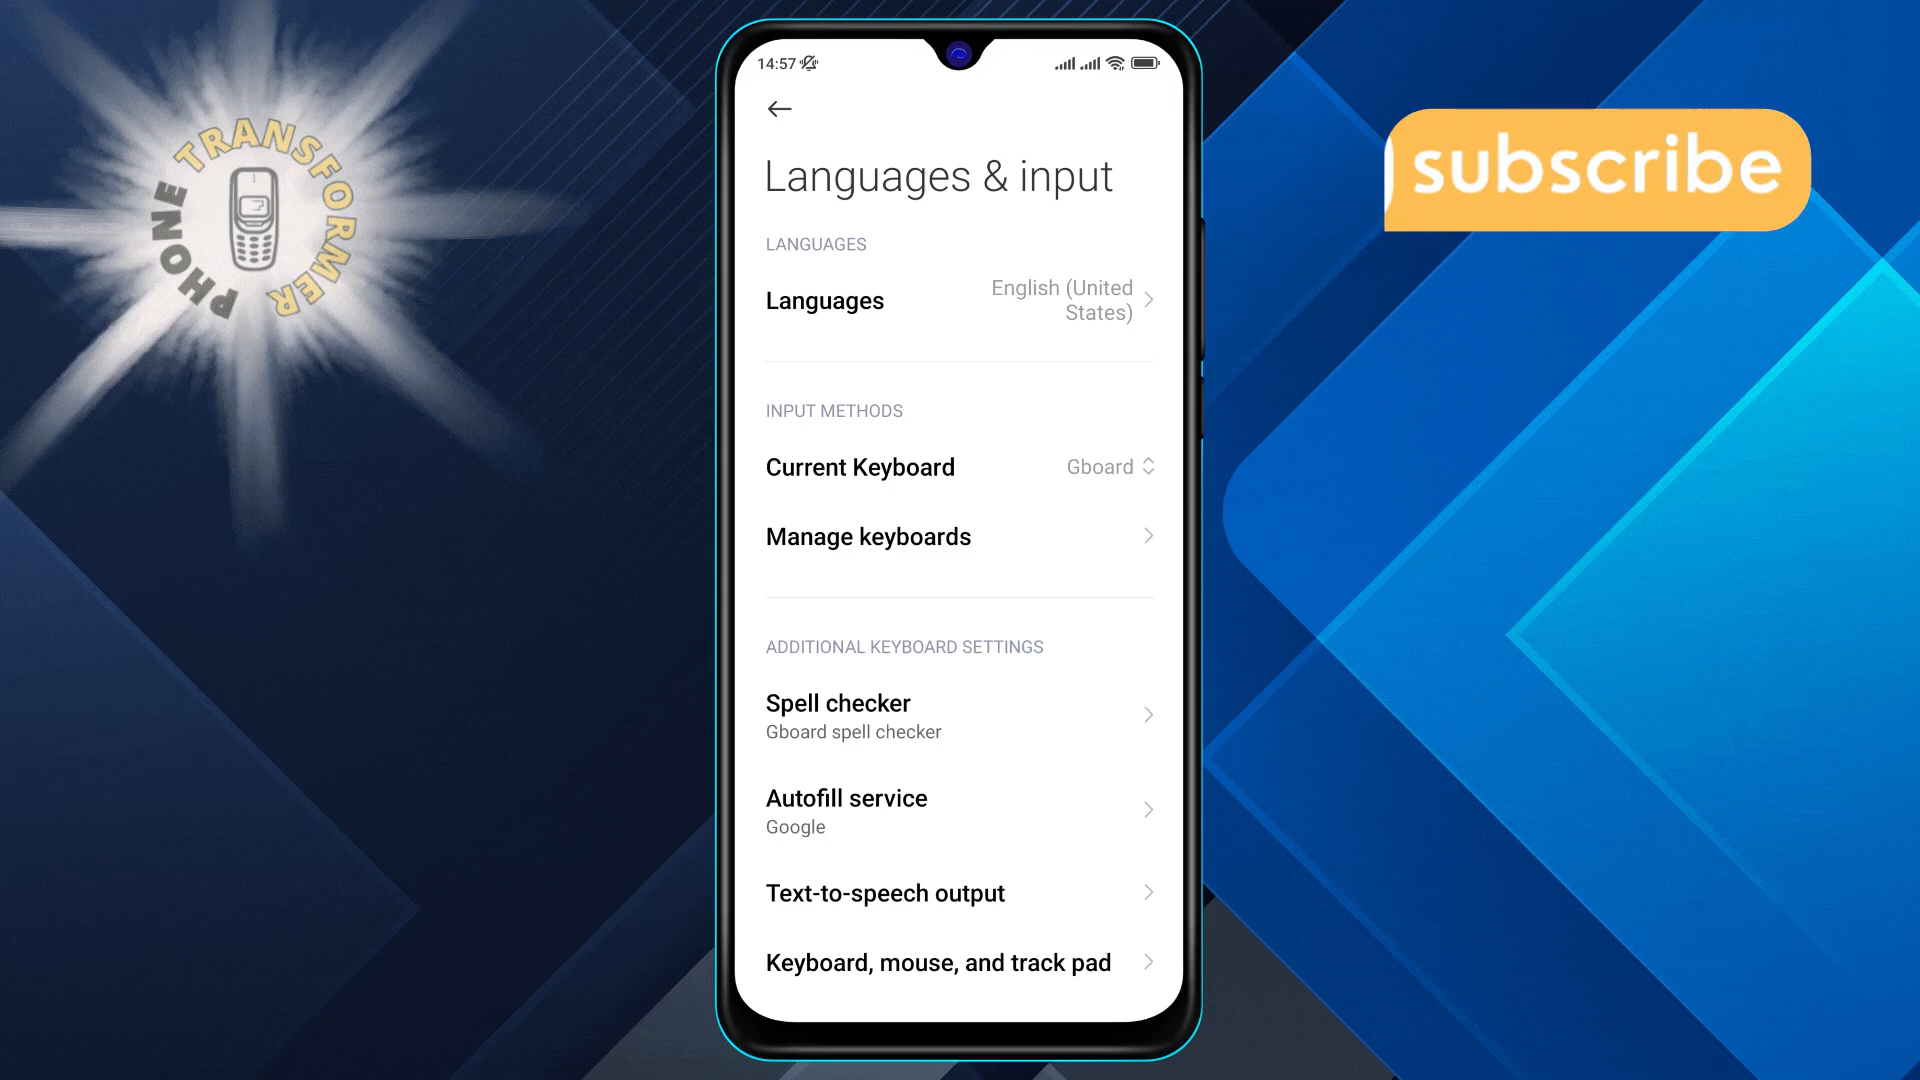 PHONE TRANSFORMER
subscribe
14:57
Languages & input
LANGUAGES
Languages
English (United
States)
INPUT METHODS
Current Keyboard
Gboard
Manage keyboards
ADDITIONAL KEYBOARD SETTINGS
Spell checker
Gboard spell checker
Autofill service
Google
Text-to-speech output
Keyboard, mouse, and track pad